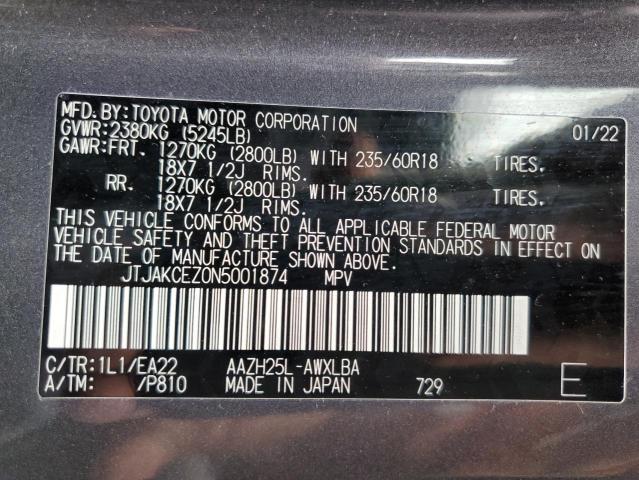 MFD.BY:TOYOTA MOTOR CORPORATION 01/22
GVWR:2380KG (5245LB)
GAWR:FRT. 1270KG (2800LB) WITH 235/60R18 TIRES.
18X7 1/2J RIMS.
RR. 1270KG (2800LB) WITH 235/60R18 TIRES.
18X7 1/2J RIMS.
THIS VEHICLE CONFORMS TO ALL APPLICABLE FEDERAL MOTOR
VEHICLE SAFETY AND THEFT PREVENTION STANDARDS IN EFFECT ON
THE DATE OF MANUFACTURE SHOWN ABOVE.
JTJAKCEZ0N5001874 MPV
C/TR:1L1/EA22 AAZH25L-AWXLBA
A/TM: /P810 MADE IN JAPAN 729 E